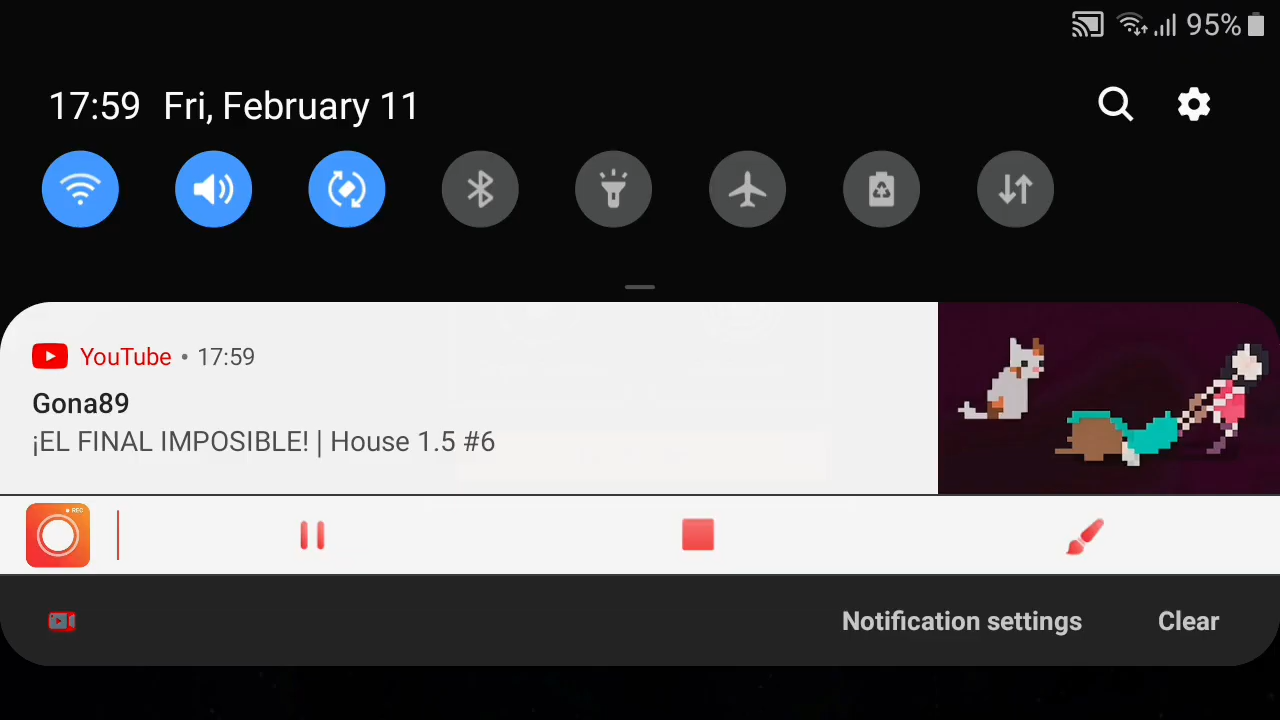 95%
17:59 Fri, February 11
YouTube • 17:59
Gona89
¡EL FINAL IMPOSIBLE! | House 1.5 #6
REC
Notification settings
Clear